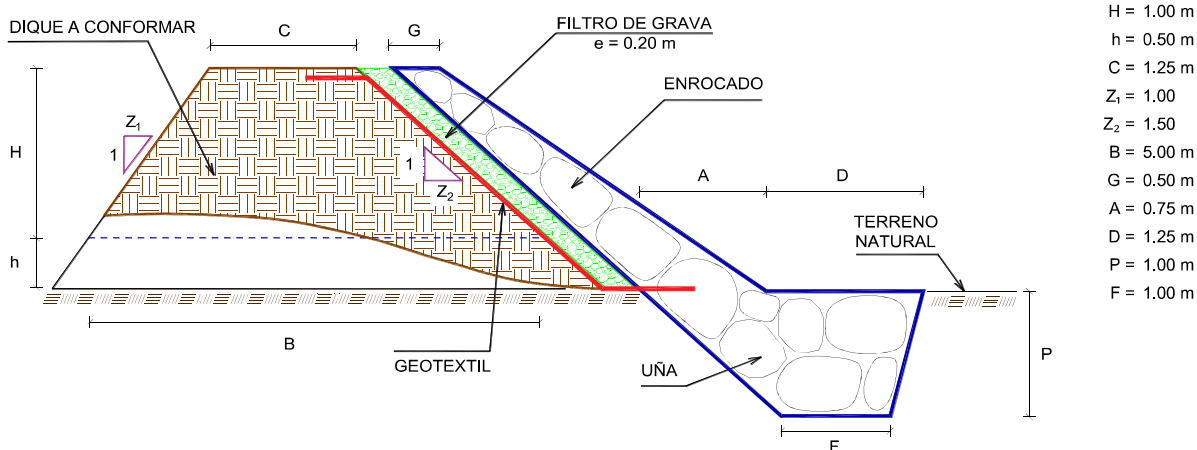 DIQUE A CONFORMAR
C
G
FILTRO DE GRAVA
e = 0.20 m
ENROCADO
H
Z₁
1
1
Z₂
A
D
TERRENO
NATURAL
h
B
GEOTEXTIL
UÑA
P
F
H = 1.00 m
h = 0.50 m
C = 1.25 m
Z₁ = 1.00
Z₂ = 1.50
B = 5.00 m
G = 0.50 m
A = 0.75 m
D = 1.25 m
P = 1.00 m
F = 1.00 m